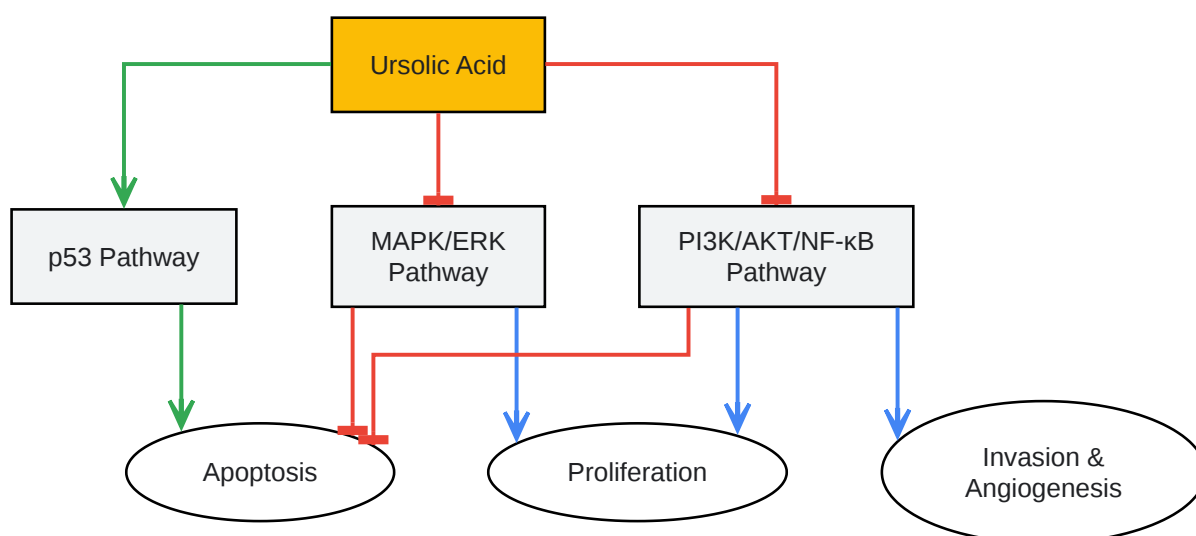 Ursolic Acid
p53 Pathway
MAPK/ERK
Pathway
PI3K/AKT/NF-κB
Pathway
Apoptosis
Proliferation
Invasion &
Angiogenesis